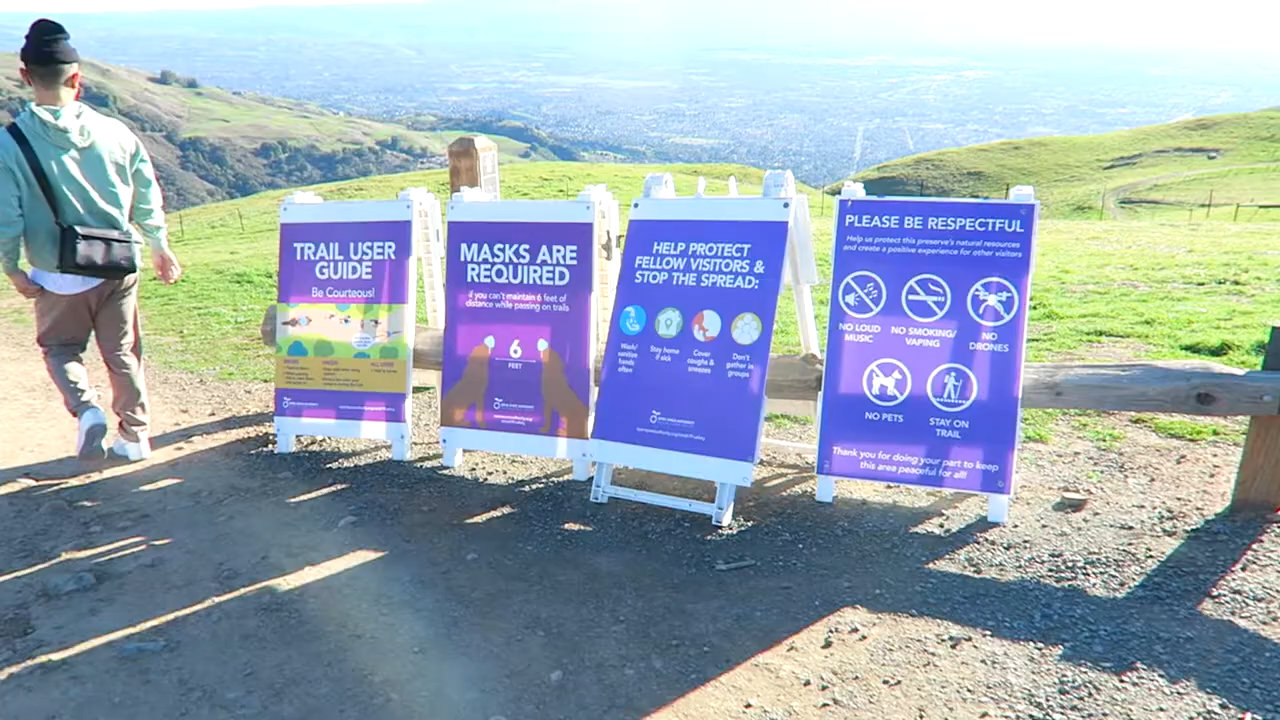 TRAIL USER
GUIDE
Be Courteous!
MASKS ARE
REQUIRED
if you can't maintain 6 feet of
distance while passing on trails
6
FEET
HELP PROTECT
FELLOW VISITORS &
STOP THE SPREAD:
Wash/
sanitize
hands
often
Stay home
if sick
Cover
coughs &
sneezes
Don't
gather in
groups
PLEASE BE RESPECTFUL
Help us protect this preserve's natural resources
and create a positive experience for other visitors
NO LOUD
MUSIC
NO SMOKING/
VAPING
NO
DRONES
NO PETS
STAY ON
TRAIL
Thank you for doing your part to keep
this area peaceful for all!